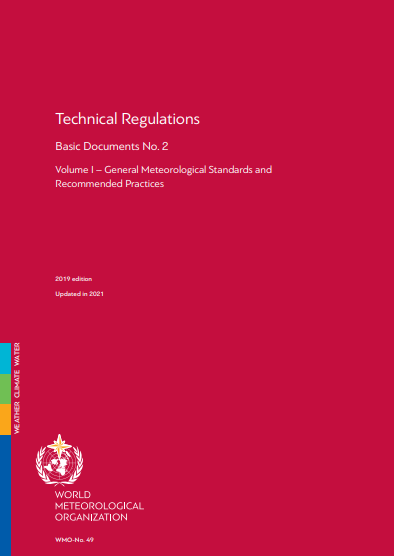 Technical Regulations
Basic Documents No. 2
Volume I – General Meteorological Standards and
Recommended Practices
2019 edition
Updated in 2021
WEATHER CLIMATE WATER
WORLD
METEOROLOGICAL
ORGANIZATION
WMO-No. 49